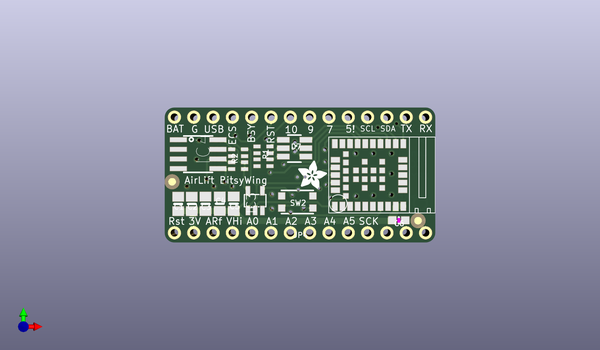 BAT G USB 10 9 7 5! SCL SDA TX RX
ECS BSY RST
AirLift BitsyWing
SW2
Rst 3V ARf VHi A0 A1 A2 A3 A4 A5 SCK